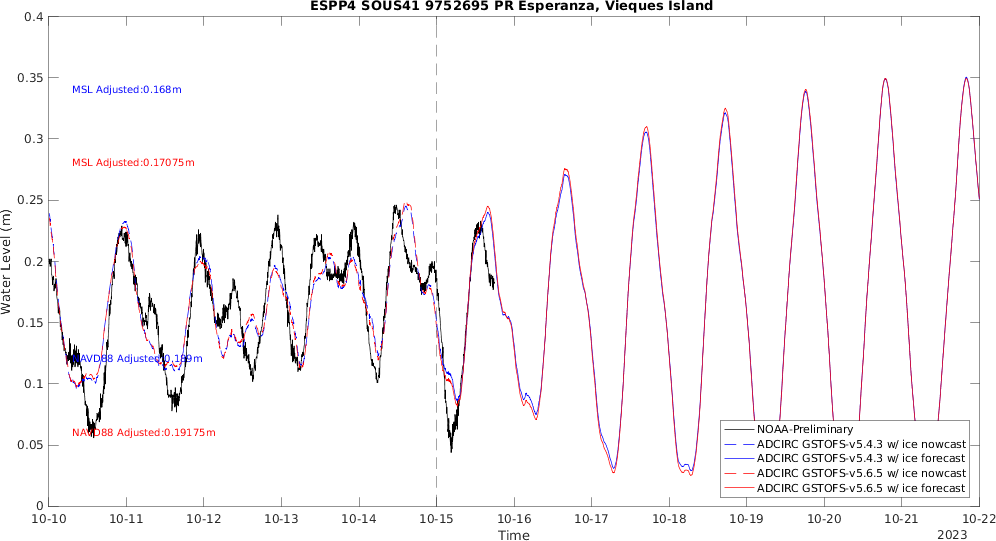 ESPP4 SOUS41 9752695 PR Esperanza, Vieques Island
Water Level (m)
0.4
0.35
0.3
0.25
0.2
0.15
0.1
0.05
0
MSL Adjusted:0.168m
MSL Adjusted:0.17075m
NAVD88 Adjusted:0.189m
NAVD88 Adjusted:0.19175m
NOAA-Preliminary
ADCIRC GSTOFS-v5.4.3 w/ ice nowcast
ADCIRC GSTOFS-v5.4.3 w/ ice forecast
ADCIRC GSTOFS-v5.6.5 w/ ice nowcast
ADCIRC GSTOFS-v5.6.5 w/ ice forecast
10-10 10-11 10-12 10-13 10-14 10-15 10-16 10-17 10-18 10-19 10-20 10-21 10-22
Time
2023